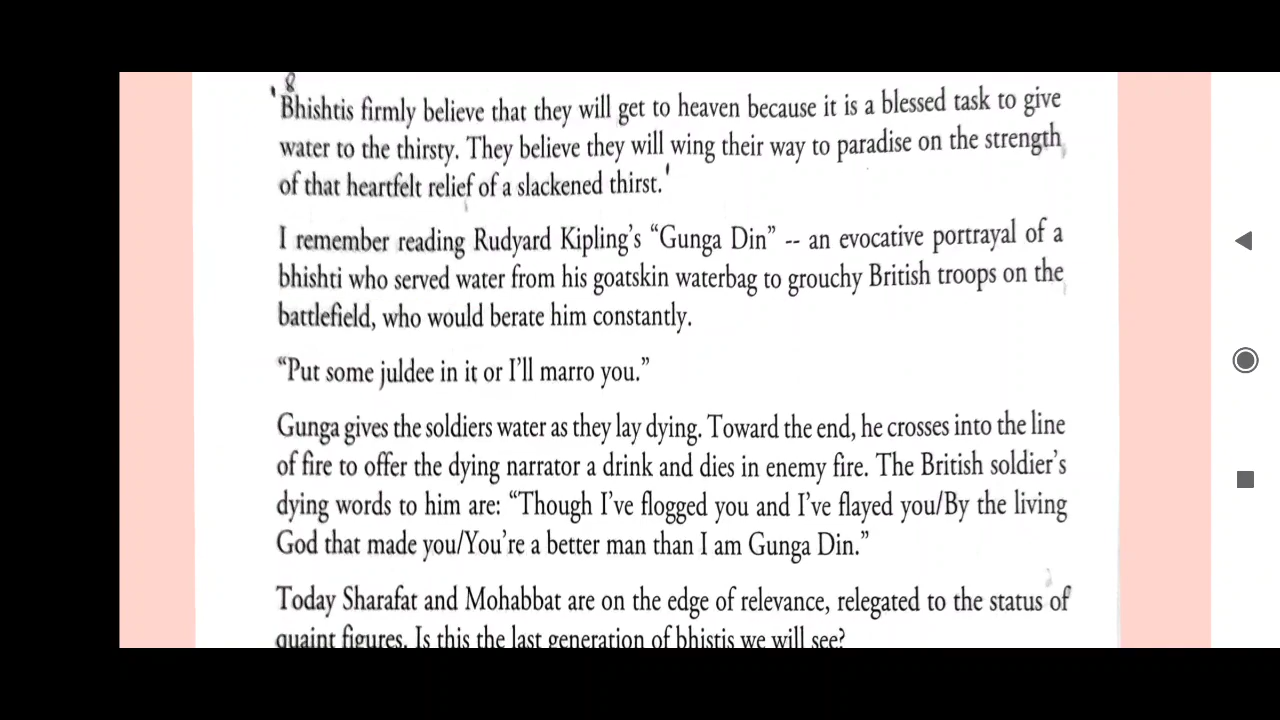 8
'Bhishtis firmly believe that they will get to heaven because it is a blessed task to give
water to the thirsty. They believe they will wing their way to paradise on the strength
of that heartfelt relief of a slackened thirst.'
I remember reading Rudyard Kipling's “Gunga Din” -- an evocative portrayal of a
bhishti who served water from his goatskin waterbag to grouchy British troops on the
battlefield, who would berate him constantly.
“Put some juldee in it or I'll marro you.”
Gunga gives the soldiers water as they lay dying. Toward the end, he crosses into the line
of fire to offer the dying narrator a drink and dies in enemy fire. The British soldier's
dying words to him are: “Though I've flogged you and I've flayed you/By the living
God that made you/You're a better man than I am Gunga Din.”
Today Sharafat and Mohabbat are on the edge of relevance, relegated to the status of
quaint figures. Is this the last generation of bhistis we will see?